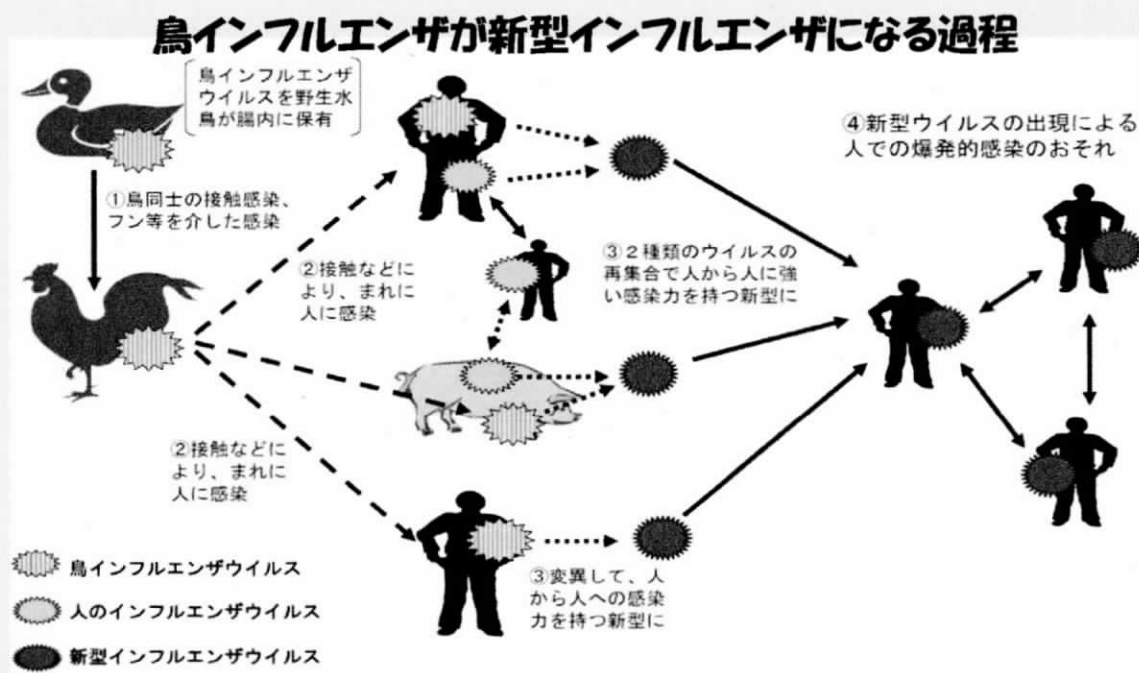 鳥インフルエンザが新型インフルエンザになる過程
鳥インフルエンザ
ウイルスを野生水
鳥が腸内に保有
①鳥同士の接触感染、
フン等を介した感染
②接触などに
より、まれに
人に感染
③２種類のウイルスの
再集合で人から人に強
い感染力を持つ新型に
④新型ウイルスの出現による
人での爆発的感染のおそれ
②接触などに
より、まれに
人に感染
③変異して、人
から人への感染
力を持つ新型に
鳥インフルエンザウイルス
人のインフルエンザウイルス
新型インフルエンザウイルス